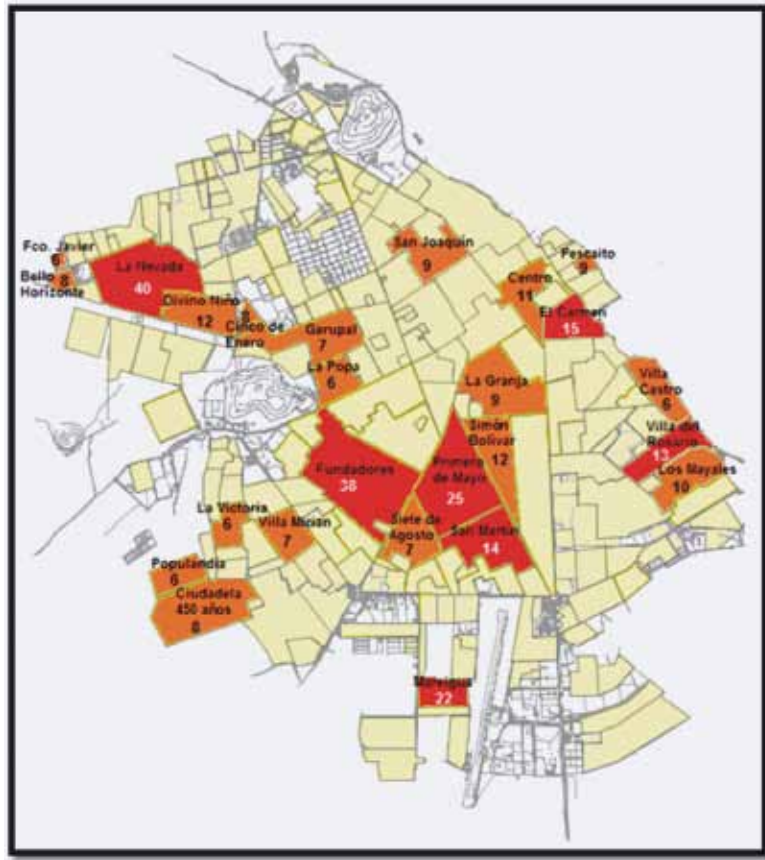 San Joaquín
9
Pescaito
9
Fco. Javier
6
La Nevada
40
Bello
Horizonte
8
Centro
11
El Carmen
15
Divino Niño
12
8
Cinco de
Enero
Garupal
7
La Popa
6
La Granja
9
Villa
Castro
6
Simón
Bolívar
12
Villa del
Rosario
13
Fundadores
38
Primero
de Mayo
25
Los Mayales
10
La Victoria
6
Villa Miriam
7
Siete de
Agosto
7
San Martín
14
Populandia
6
Ciudadela
450 años
8
22